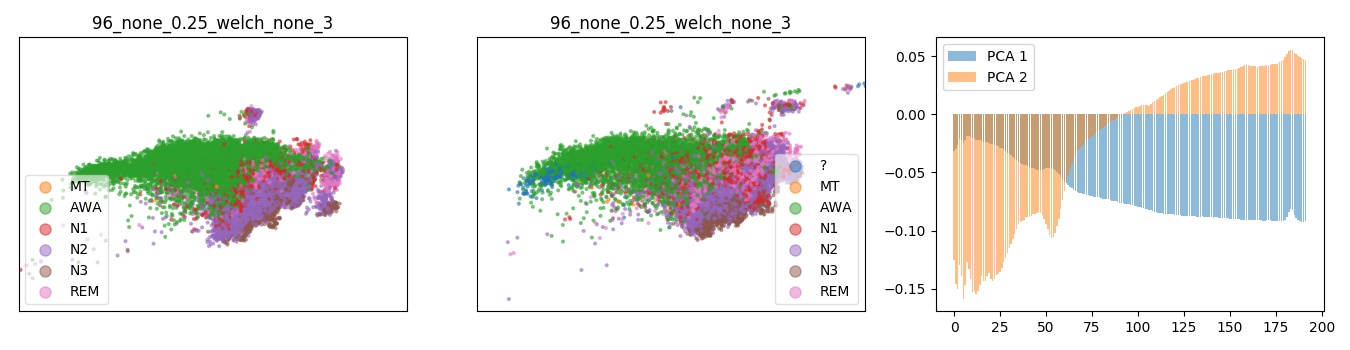 96_none_0.25_welch_none_3
MT
AWA
N1
N2
N3
REM
96_none_0.25_welch_none_3
?
MT
AWA
N1
N2
N3
REM
PCA 1
PCA 2
0.05
0.00
−0.05
−0.10
−0.15
0 25 50 75 100 125 150 175 200